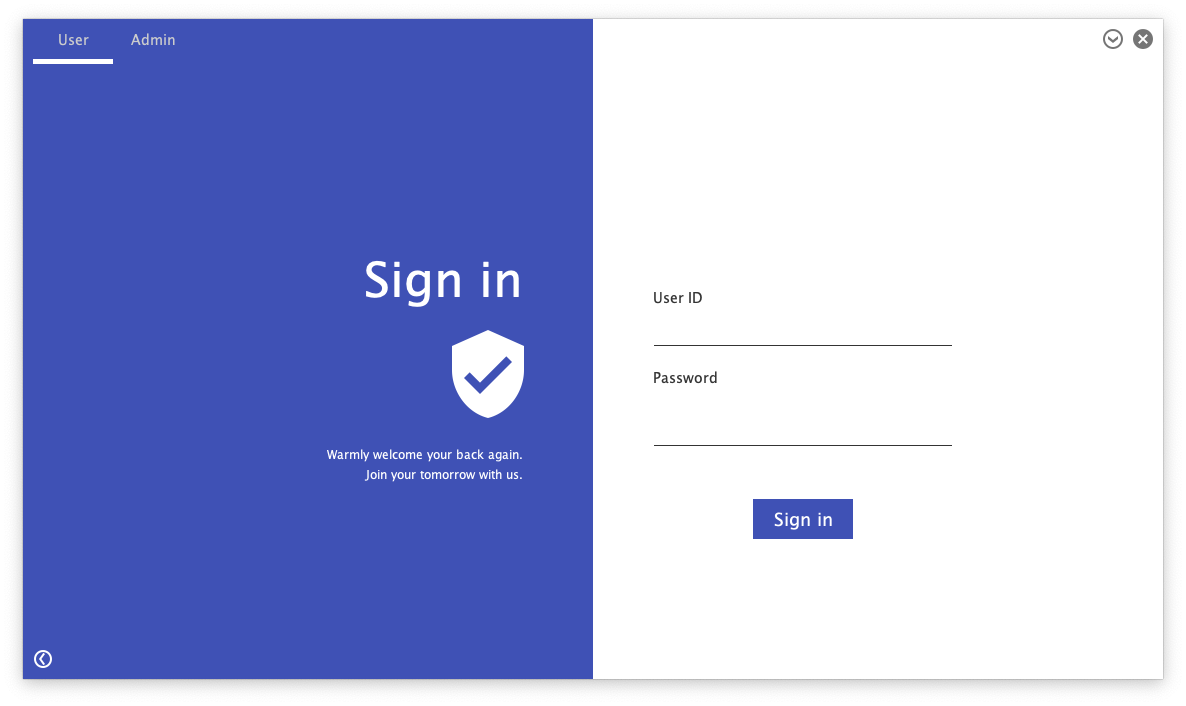 User
Admin
Sign in
Warmly welcome your back again.
Join your tomorrow with us.
User ID
Password
Sign in